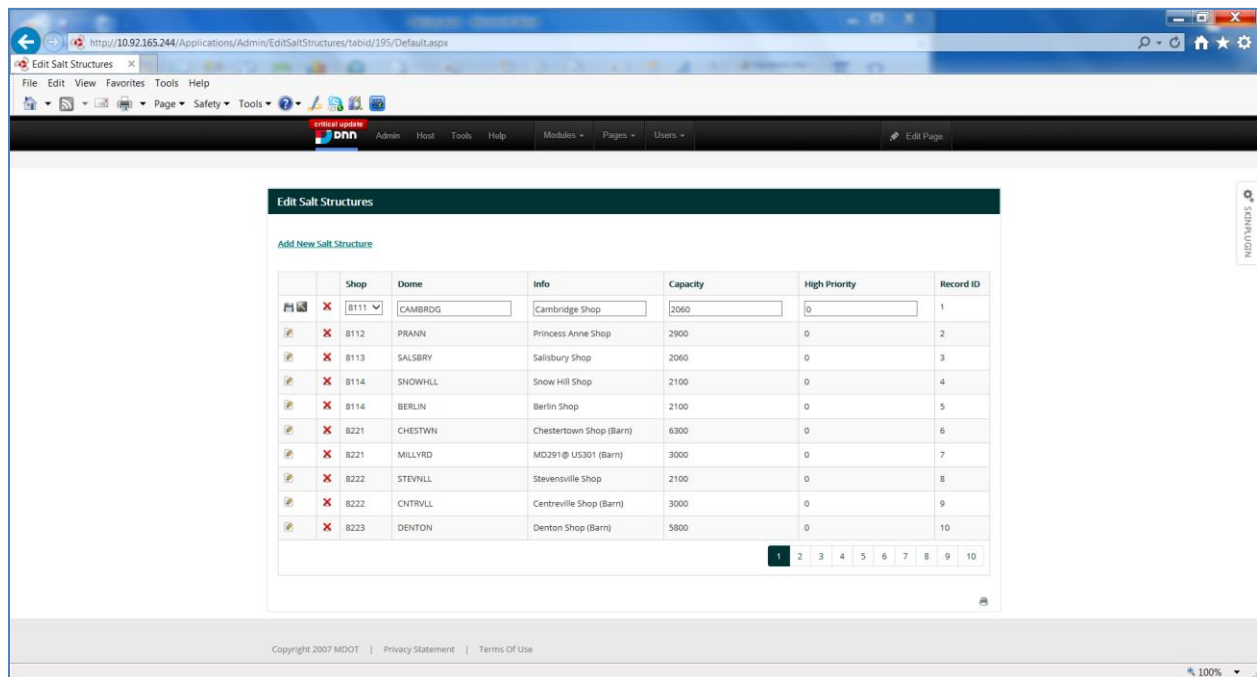 http://10.92.165.244/Applications/Admin/EditSaltStructures/tabid/195/Default.aspx
Edit Salt Structures
File Edit View Favorites Tools Help
Page Safety Tools
critical update
DNN Admin Host Tools Help Modules Pages Users Edit Page
SKINPLUGIN
Edit Salt Structures
Add New Salt Structure
Shop Dome Info Capacity High Priority Record ID
8111 CAMBRDG Cambridge Shop 2060 0 1
8112 PRANN Princess Anne Shop 2900 0 2
8113 SALSBRY Salisbury Shop 2060 0 3
8114 SNOWHLL Snow Hill Shop 2100 0 4
8114 BERLIN Berlin Shop 2100 0 5
8221 CHESTWN Chestertown Shop (Barn) 6300 0 6
8221 MILLYRD MD291@ US301 (Barn) 3000 0 7
8222 STEVNLL Stevensville Shop 2100 0 8
8222 CNTRVLL Centreville Shop (Barn) 3000 0 9
8223 DENTON Denton Shop (Barn) 5800 0 10
1 2 3 4 5 6 7 8 9 10
Copyright 2007 MDOT | Privacy Statement | Terms Of Use
100%